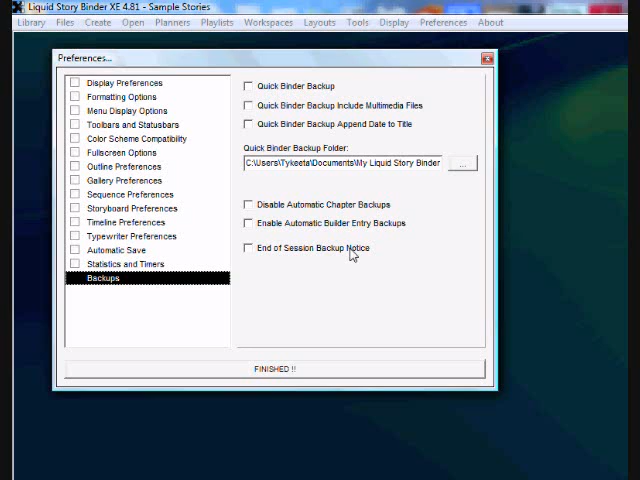 Liquid Story Binder XE 4.81 - Sample Stories
Library Files Create Open Planners Playlists Workspaces Layouts Tools Display Preferences About
Preferences...
Display Preferences
Formatting Options
Menu Display Options
Toolbars and Statusbars
Color Scheme Compatibility
Fullscreen Options
Outline Preferences
Gallery Preferences
Sequence Preferences
Storyboard Preferences
Timeline Preferences
Typewriter Preferences
Automatic Save
Statistics and Timers
Backups
Quick Binder Backup
Quick Binder Backup Include Multimedia Files
Quick Binder Backup Append Date to Title
Quick Binder Backup Folder:
C:\Users\Tykeeta\Documents\My Liquid Story Binder
...
Disable Automatic Chapter Backups
Enable Automatic Builder Entry Backups
End of Session Backup Notice
FINISHED !!